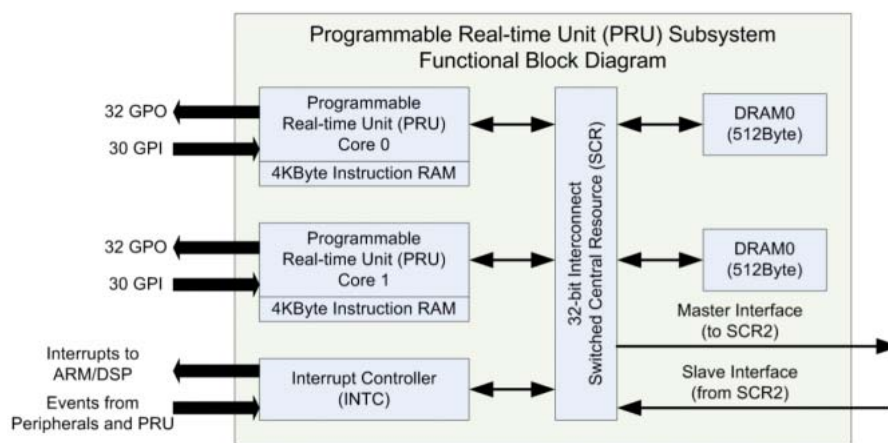 Programmable Real-time Unit (PRU) Subsystem
Functional Block Diagram
32 GPO
30 GPI
Programmable
Real-time Unit (PRU)
Core 0
4KByte Instruction RAM
32 GPO
30 GPI
Programmable
Real-time Unit (PRU)
Core 1
4KByte Instruction RAM
Interrupts to
ARM/DSP
Events from
Peripherals and PRU
Interrupt Controller
(INTC)
32-bit Interconnect
Switched Central Resource (SCR)
DRAM0
(512Byte)
DRAM0
(512Byte)
Master Interface
(to SCR2)
Slave Interface
(from SCR2)